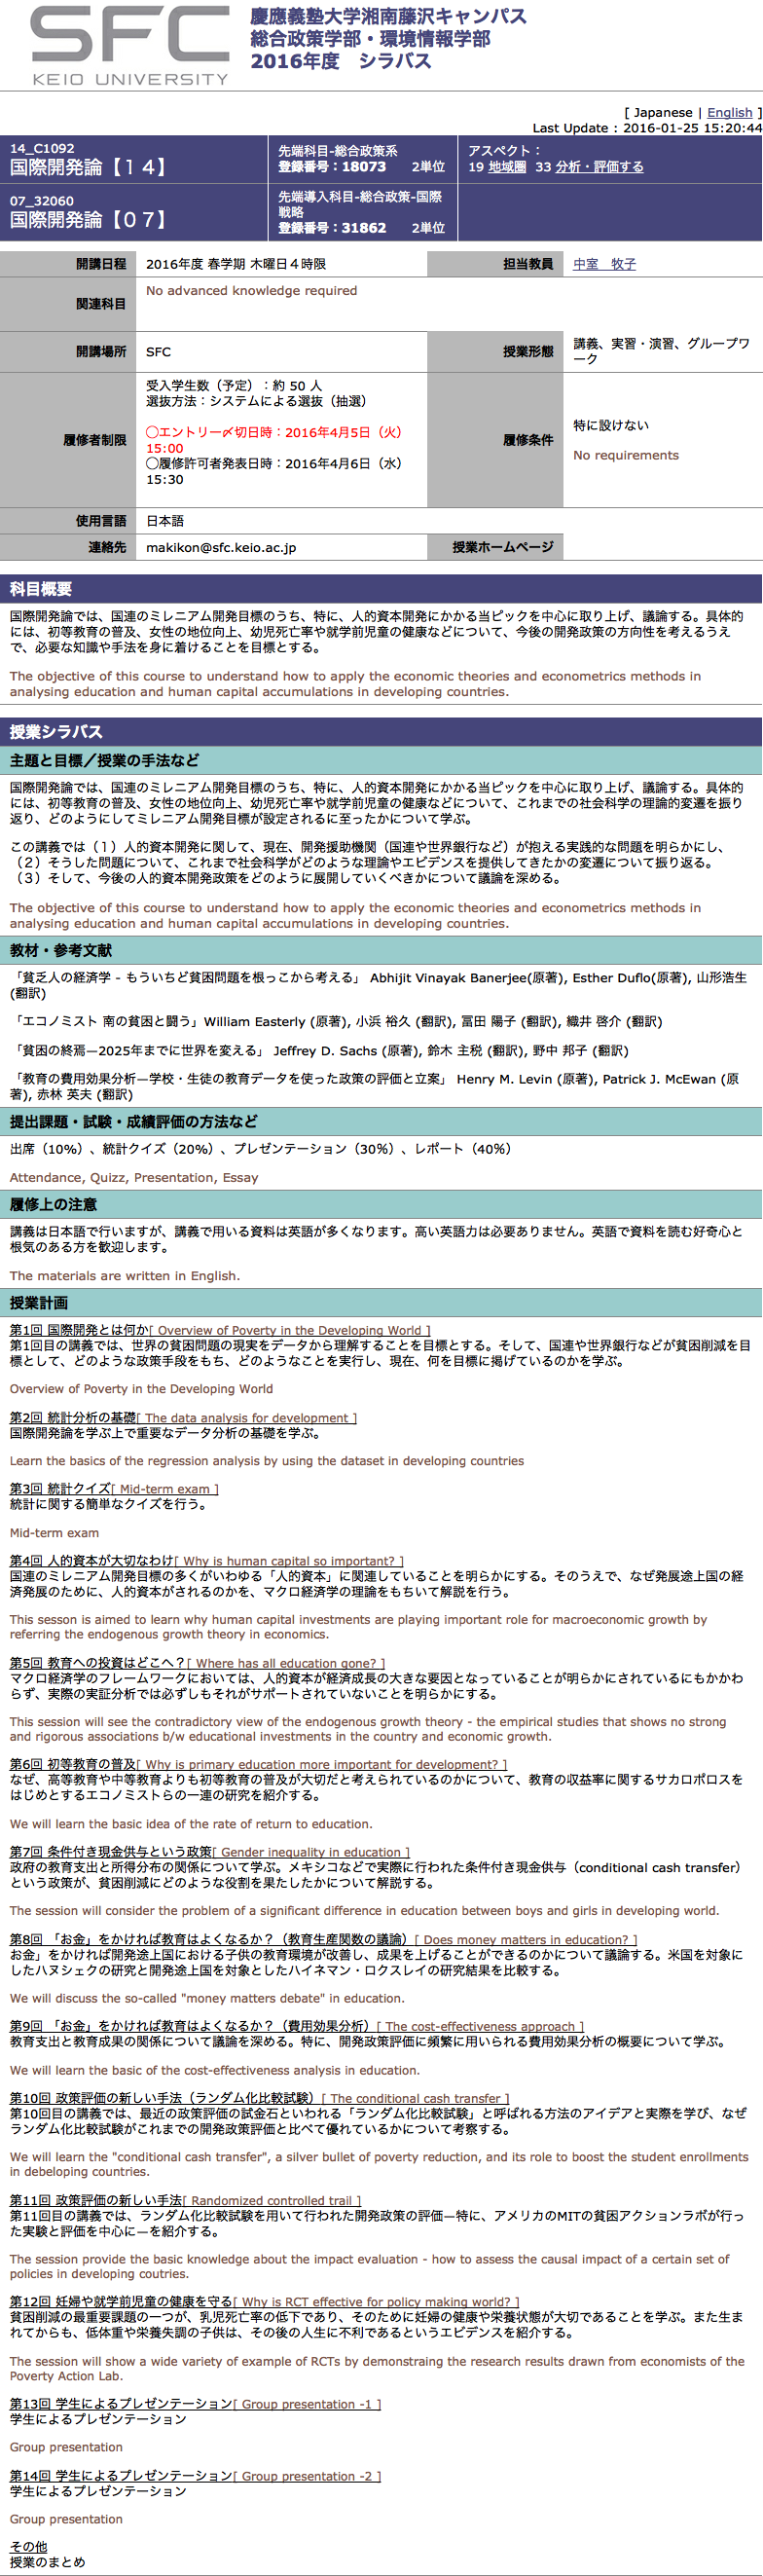 SFC
KEIO UNIVERSITY
慶應義塾大学湘南藤沢キャンパス
総合政策学部・環境情報学部
2016年度　シラバス
[ Japanese | English ]
Last Update : 2016-01-25 15:20:44
14_C1092
国際開発論【１４】
先端科目-総合政策系
登録番号：18073　2単位
アスペクト：
19 地域圏　33 分析・評価する
07_32060
国際開発論【０７】
先端導入科目-総合政策-国際
戦略
登録番号：31862　2単位
開講日程
2016年度 春学期 木曜日４時限
担当教員
中室　牧子
関連科目
No advanced knowledge required
開講場所
SFC
授業形態
講義、実習・演習、グループワ
ーク
履修者制限
受入学生数（予定）：約 50 人
選抜方法：システムによる選抜（抽選）
◯エントリー〆切日時：2016年4月5日（火）
15:00
◯履修許可者発表日時：2016年4月6日（水）
15:30
履修条件
特に設けない
No requirements
使用言語
日本語
連絡先
makikon@sfc.keio.ac.jp
授業ホームページ
科目概要
国際開発論では、国連のミレニアム開発目標のうち、特に、人的資本開発にかかる当ピックを中心に取り上げ、議論する。具体的
には、初等教育の普及、女性の地位向上、幼児死亡率や就学前児童の健康などについて、今後の開発政策の方向性を考えるうえ
で、必要な知識や手法を身に着けることを目標とする。
The objective of this course to understand how to apply the economic theories and econometrics methods in
analysing education and human capital accumulations in developing countries.
授業シラバス
主題と目標／授業の手法など
国際開発論では、国連のミレニアム開発目標のうち、特に、人的資本開発にかかる当ピックを中心に取り上げ、議論する。具体的
には、初等教育の普及、女性の地位向上、幼児死亡率や就学前児童の健康などについて、これまでの社会科学の理論的変遷を振り
返り、どのようにしてミレニアム開発目標が設定されるに至ったかについて学ぶ。
この講義では（１）人的資本開発に関して、現在、開発援助機関（国連や世界銀行など）が抱える実践的な問題を明らかにし、
（２）そうした問題について、これまで社会科学がどのような理論やエビデンスを提供してきたかの変遷について振り返る。
（３）そして、今後の人的資本開発政策をどのように展開していくべきかについて議論を深める。
The objective of this course to understand how to apply the economic theories and econometrics methods in
analysing education and human capital accumulations in developing countries.
教材・参考文献
「貧乏人の経済学 - もういちど貧困問題を根っこから考える」 Abhijit Vinayak Banerjee(原著), Esther Duflo(原著), 山形浩生
(翻訳)
「エコノミスト 南の貧困と闘う」William Easterly (原著), 小浜 裕久 (翻訳), 冨田 陽子 (翻訳), 織井 啓介 (翻訳)
「貧困の終焉―2025年までに世界を変える」 Jeffrey D. Sachs (原著), 鈴木 主税 (翻訳), 野中 邦子 (翻訳)
「教育の費用効果分析―学校・生徒の教育データを使った政策の評価と立案」 Henry M. Levin (原著), Patrick J. McEwan (原
著), 赤林 英夫 (翻訳)
提出課題・試験・成績評価の方法など
出席（10%）、統計クイズ（20%）、プレゼンテーション（30%）、レポート（40%）
Attendance, Quizz, Presentation, Essay
履修上の注意
講義は日本語で行いますが、講義で用いる資料は英語が多くなります。高い英語力は必要ありません。英語で資料を読む好奇心と
根気のある方を歓迎します。
The materials are written in English.
授業計画
第1回 国際開発とは何か[ Overview of Poverty in the Developing World ]
第1回目の講義では、世界の貧困問題の現実をデータから理解することを目標とする。そして、国連や世界銀行などが貧困削減を目
標として、どのような政策手段をもち、どのようなことを実行し、現在、何を目標に掲げているのかを学ぶ。
Overview of Poverty in the Developing World
第2回 統計分析の基礎[ The data analysis for development ]
国際開発論を学ぶ上で重要なデータ分析の基礎を学ぶ。
Learn the basics of the regression analysis by using the dataset in developing countries
第3回 統計クイズ[ Mid-term exam ]
統計に関する簡単なクイズを行う。
Mid-term exam
第4回 人的資本が大切なわけ[ Why is human capital so important? ]
国連のミレニアム開発目標の多くがいわゆる「人的資本」に関連していることを明らかにする。そのうえで、なぜ発展途上国の経
済発展のために、人的資本がされるのかを、マクロ経済学の理論をもちいて解説を行う。
This sesson is aimed to learn why human capital investments are playing important role for macroeconomic growth by
referring the endogenous growth theory in economics.
第5回 教育への投資はどこへ？[ Where has all education gone? ]
マクロ経済学のフレームワークにおいては、人的資本が経済成長の大きな要因となっていることが明らかにされているにもかかわ
らず、実際の実証分析では必ずしもそれがサポートされていないことを明らかにする。
This session will see the contradictory view of the endogenous growth theory - the empirical studies that shows no strong
and rigorous associations b/w educational investments in the country and economic growth.
第6回 初等教育の普及[ Why is primary education more important for development? ]
なぜ、高等教育や中等教育よりも初等教育の普及が大切だと考えられているのかについて、教育の収益率に関するサカロポロスを
はじめとするエコノミストらの一連の研究を紹介する。
We will learn the basic idea of the rate of return to education.
第7回 条件付き現金供与という政策[ Gender inequality in education ]
政府の教育支出と所得分布の関係について学ぶ。メキシコなどで実際に行われた条件付き現金供与（conditional cash transfer）
という政策が、貧困削減にどのような役割を果たしたかについて解説する。
The session will consider the problem of a significant difference in education between boys and girls in developing world.
第8回 「お金」をかければ教育はよくなるか？（教育生産関数の議論）[ Does money matters in education? ]
お金」をかければ開発途上国における子供の教育環境が改善し、成果を上げることができるのかについて議論する。米国を対象に
したハヌシェクの研究と開発途上国を対象としたハイネマン・ロクスレイの研究結果を比較する。
We will discuss the so-called "money matters debate" in education.
第9回 「お金」をかければ教育はよくなるか？（費用効果分析）[ The cost-effectiveness approach ]
教育支出と教育成果の関係について議論を深める。特に、開発政策評価に頻繁に用いられる費用効果分析の概要について学ぶ。
We will learn the basic of the cost-effectiveness analysis in education.
第10回 政策評価の新しい手法（ランダム化比較試験）[ The conditional cash transfer ]
第10回目の講義では、最近の政策評価の試金石といわれる「ランダム化比較試験」と呼ばれる方法のアイデアと実際を学び、なぜ
ランダム化比較試験がこれまでの開発政策評価と比べて優れているかについて考察する。
We will learn the "conditional cash transfer", a silver bullet of poverty reduction, and its role to boost the student enrollments
in debeloping countries.
第11回 政策評価の新しい手法[ Randomized controlled trail ]
第11回目の講義では、ランダム化比較試験を用いて行われた開発政策の評価―特に、アメリカのMITの貧困アクションラボが行っ
た実験と評価を中心に―を紹介する。
The session provide the basic knowledge about the impact evaluation - how to assess the causal impact of a certain set of
policies in developing coutries.
第12回 妊婦や就学前児童の健康を守る[ Why is RCT effective for policy making world? ]
貧困削減の最重要課題の一つが、乳児死亡率の低下であり、そのために妊婦の健康や栄養状態が大切であることを学ぶ。また生ま
れてからも、低体重や栄養失調の子供は、その後の人生に不利であるというエビデンスを紹介する。
The session will show a wide variety of example of RCTs by demonstraing the research results drawn from economists of the
Poverty Action Lab.
第13回 学生によるプレゼンテーション[ Group presentation -1 ]
学生によるプレゼンテーション
Group presentation
第14回 学生によるプレゼンテーション[ Group presentation -2 ]
学生によるプレゼンテーション
Group presentation
その他
授業のまとめ